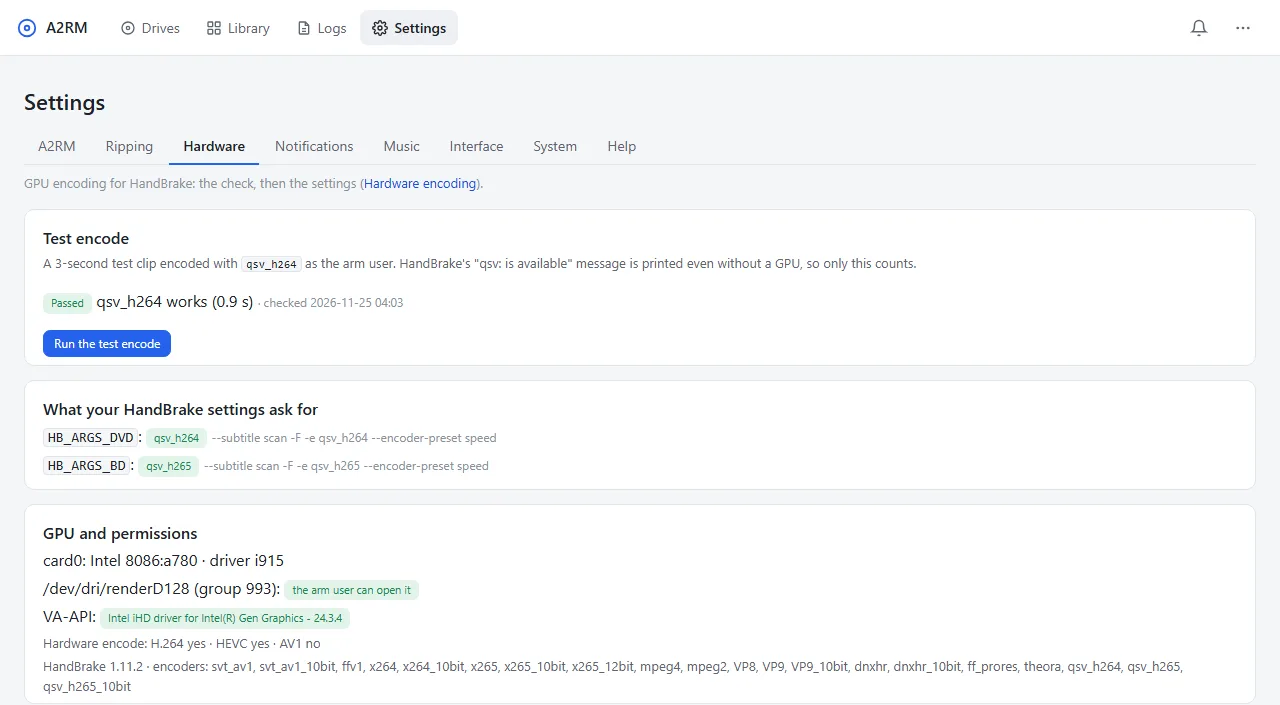 A2RM Drives Library Logs Settings
Settings
A2RM Ripping Hardware Notifications Music Interface System Help
GPU encoding for HandBrake: the check, then the settings (Hardware encoding).
Test encode
A 3-second test clip encoded with qsv_h264 as the arm user. HandBrake's "qsv: is available" message is printed even without a GPU, so only this counts.
Passed qsv_h264 works (0.9 s) · checked 2026-11-25 04:03
Run the test encode
What your HandBrake settings ask for
HB_ARGS_DVD: qsv_h264 --subtitle scan -F -e qsv_h264 --encoder-preset speed
HB_ARGS_BD: qsv_h265 --subtitle scan -F -e qsv_h265 --encoder-preset speed
GPU and permissions
card0: Intel 8086:a780 · driver i915
/dev/dri/renderD128 (group 993): the arm user can open it
VA-API: Intel iHD driver for Intel(R) Gen Graphics - 24.3.4
Hardware encode: H.264 yes · HEVC yes · AV1 no
HandBrake 1.11.2 · encoders: svt_av1, svt_av1_10bit, ffv1, x264, x264_10bit, x265, x265_10bit, x265_12bit, mpeg4, mpeg2, VP8, VP9, VP9_10bit, dnxhr, dnxhr_10bit, ff_prores, theora, qsv_h264, qsv_h265,
qsv_h265_10bit